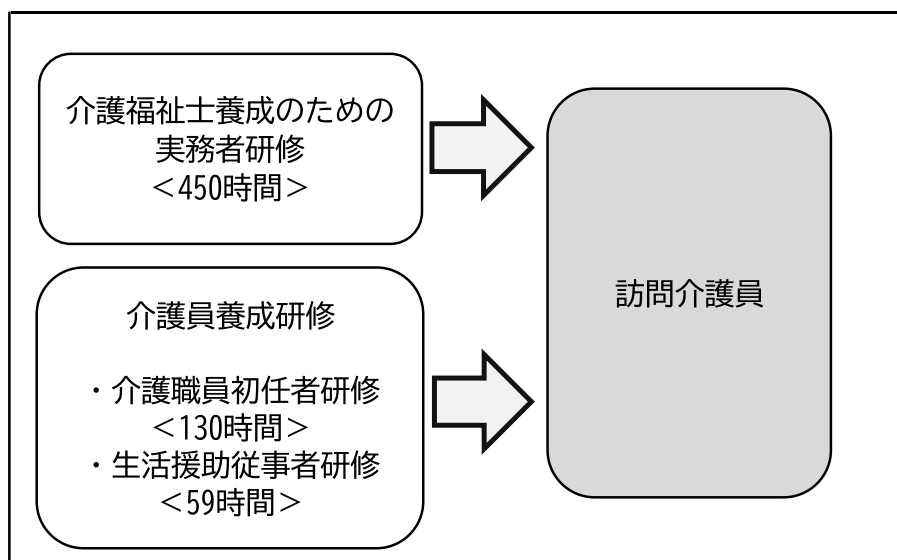 介護福祉士養成のための
実務者研修
＜450時間＞
介護員養成研修
・介護職員初任者研修
＜130時間＞
・生活援助従事者研修
＜59時間＞
訪問介護員